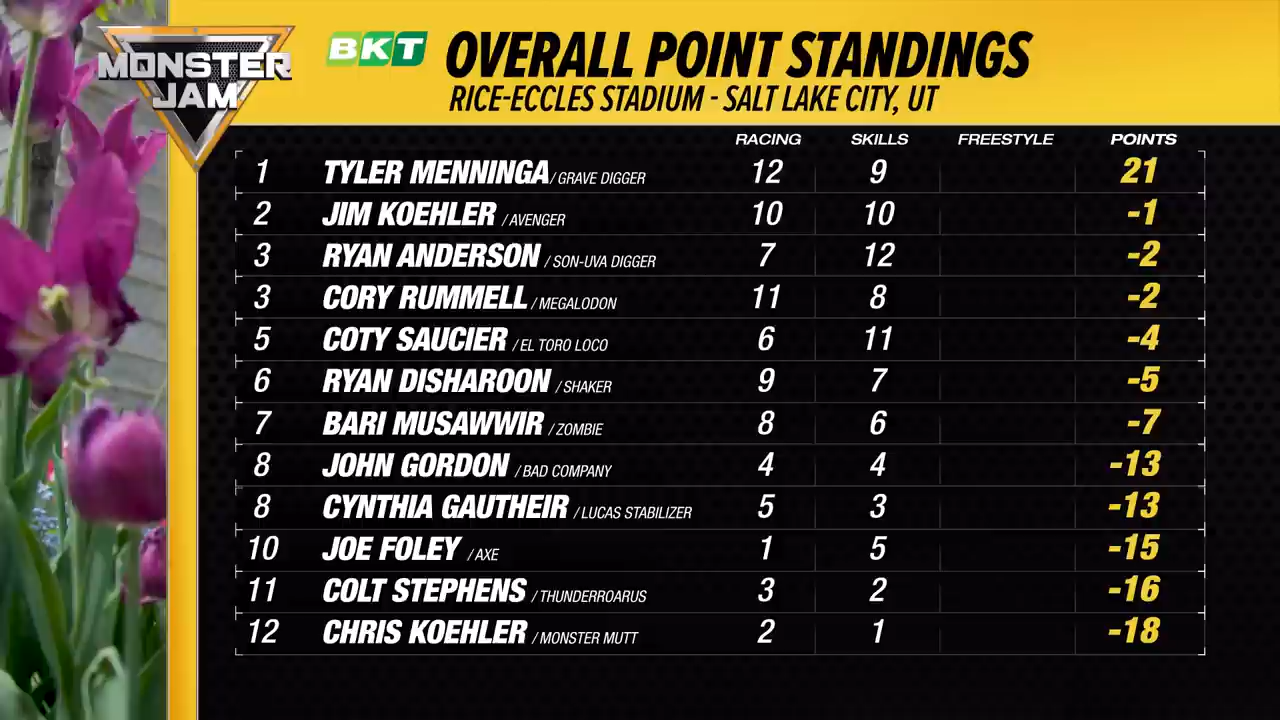 MONSTER JAM
BKT OVERALL POINT STANDINGS
RICE-ECCLES STADIUM - SALT LAKE CITY, UT
RACING SKILLS FREESTYLE POINTS
1 TYLER MENNINGA / GRAVE DIGGER 12 9 21
2 JIM KOEHLER / AVENGER 10 10 -1
3 RYAN ANDERSON / SON-UVA DIGGER 7 12 -2
3 CORY RUMMELL / MEGALODON 11 8 -2
5 COTY SAUCIER / EL TORO LOCO 6 11 -4
6 RYAN DISHAROON / SHAKER 9 7 -5
7 BARI MUSAWWIR / ZOMBIE 8 6 -7
8 JOHN GORDON / BAD COMPANY 4 4 -13
8 CYNTHIA GAUTHEIR / LUCAS STABILIZER 5 3 -13
10 JOE FOLEY / AXE 1 5 -15
11 COLT STEPHENS / THUNDERROARUS 3 2 -16
12 CHRIS KOEHLER / MONSTER MUTT 2 1 -18